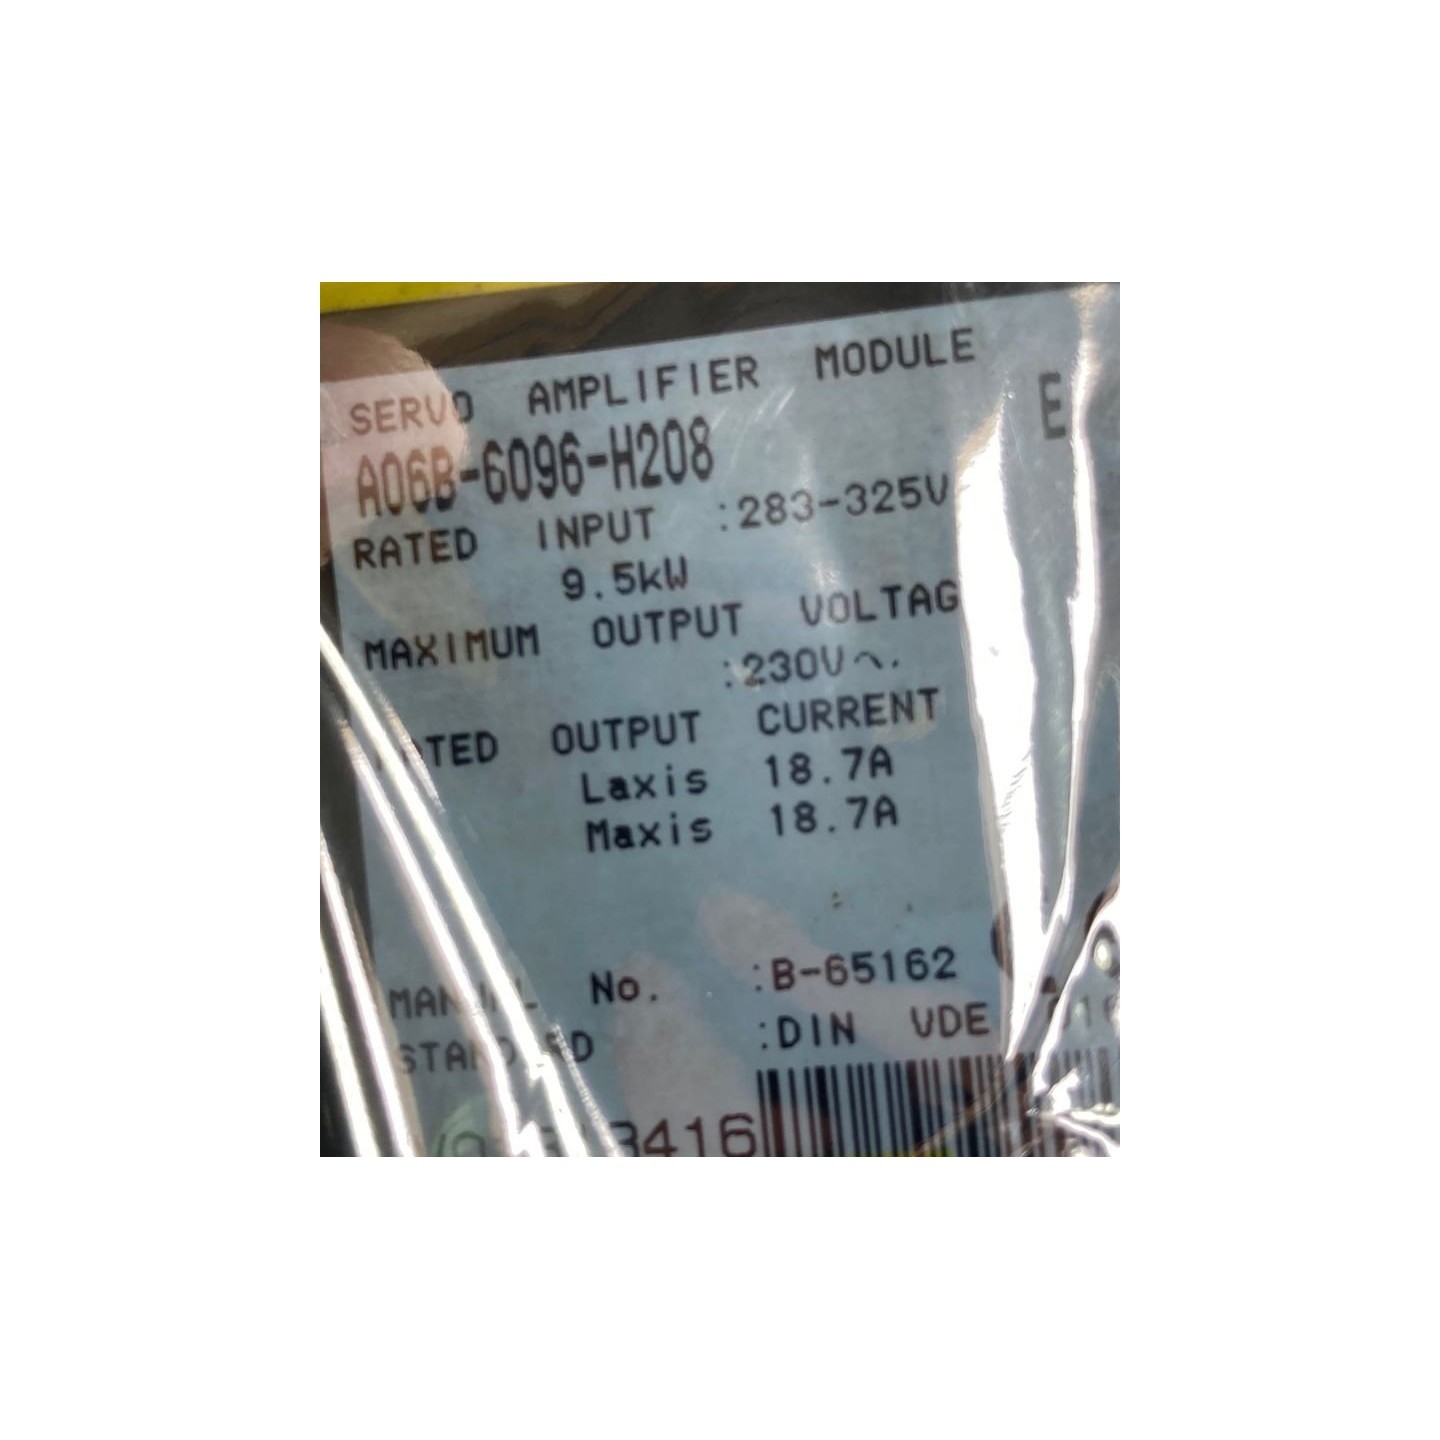 SERVO AMPLIFIER MODULE
A06B-6096-H208 E
RATED INPUT :283-325V
9.5kW
MAXIMUM OUTPUT VOLTAG
:230V~.
OUTPUT CURRENT
Laxis 18.7A
Maxis 18.7A
No. :B-65162
:DIN VDE